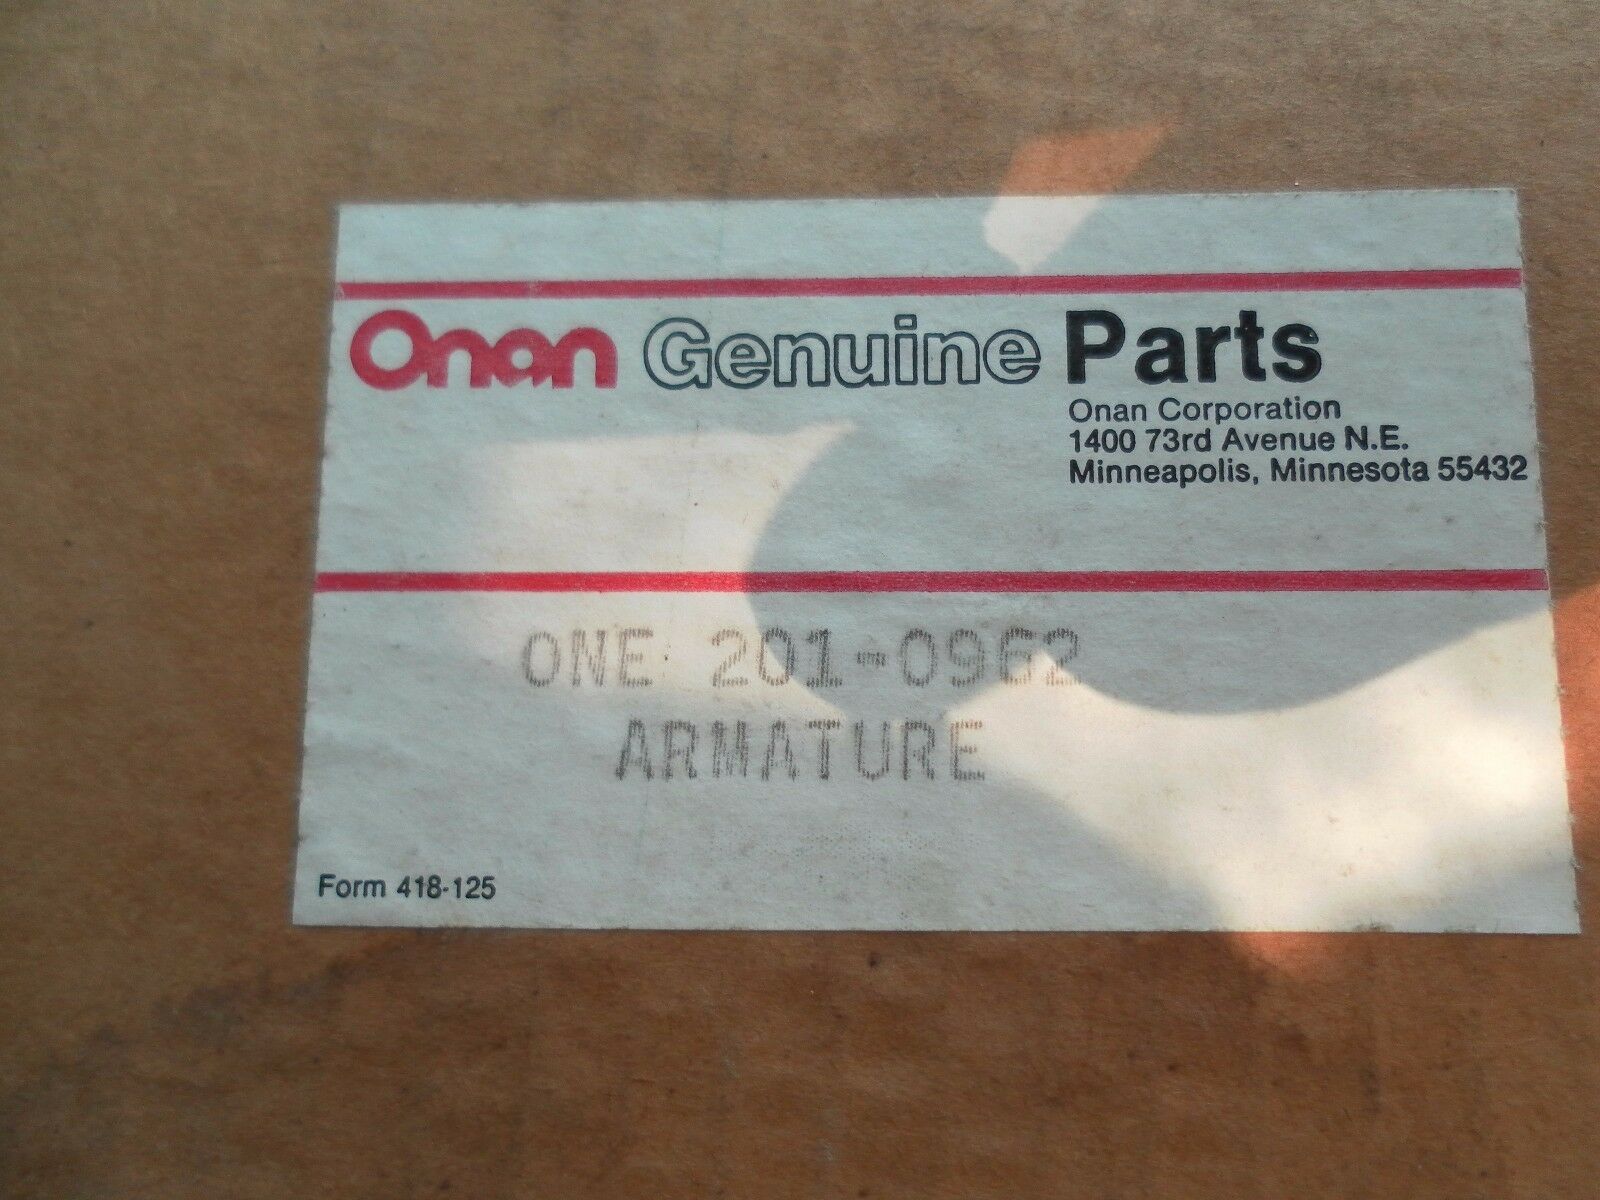 Onan Genuine Parts
Onan Corporation
1400 73rd Avenue N.E.
Minneapolis, Minnesota 55432
ONE 201-0962
ARMATURE
Form 418-125